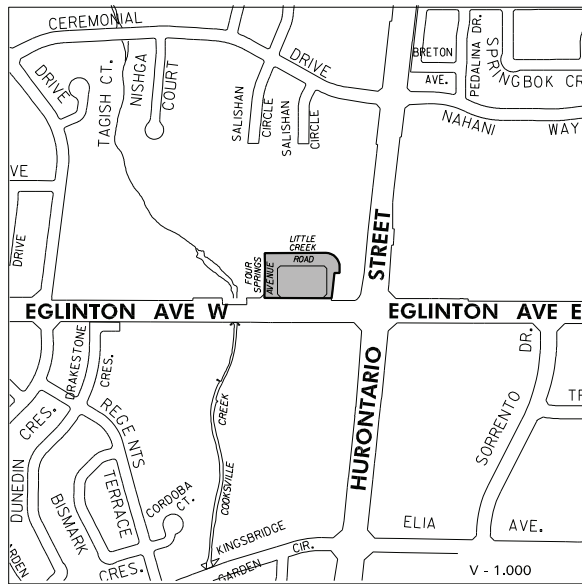 CEREMONIAL
DRIVE
BRETON
AVE.
PEDALINA DR.
SPRINGBOK CR
NAHANI WAY
DRIVE
TAGISH CT.
NISHGA
COURT
SALISHAN
CIRCLE
SALISHAN
CIRCLE
VE
DRIVE
LITTLE
CREEK
ROAD
FOUR
SPRINGS
AVENUE
STREET
EGLINTON AVE W
EGLINTON AVE E
HURONTARIO
DRAKESTONE
CRES.
CRES.
REGENTS
TERRACE
DUNEDIN
BISMARK
CRES.
CORDOBA
CT.
COOKSVILLE
CREEK
KINGSBRIDGE
GARDEN
CIR.
SORRENTO
DR.
TR
ELIA AVE.
ARDEN
V - 1.000